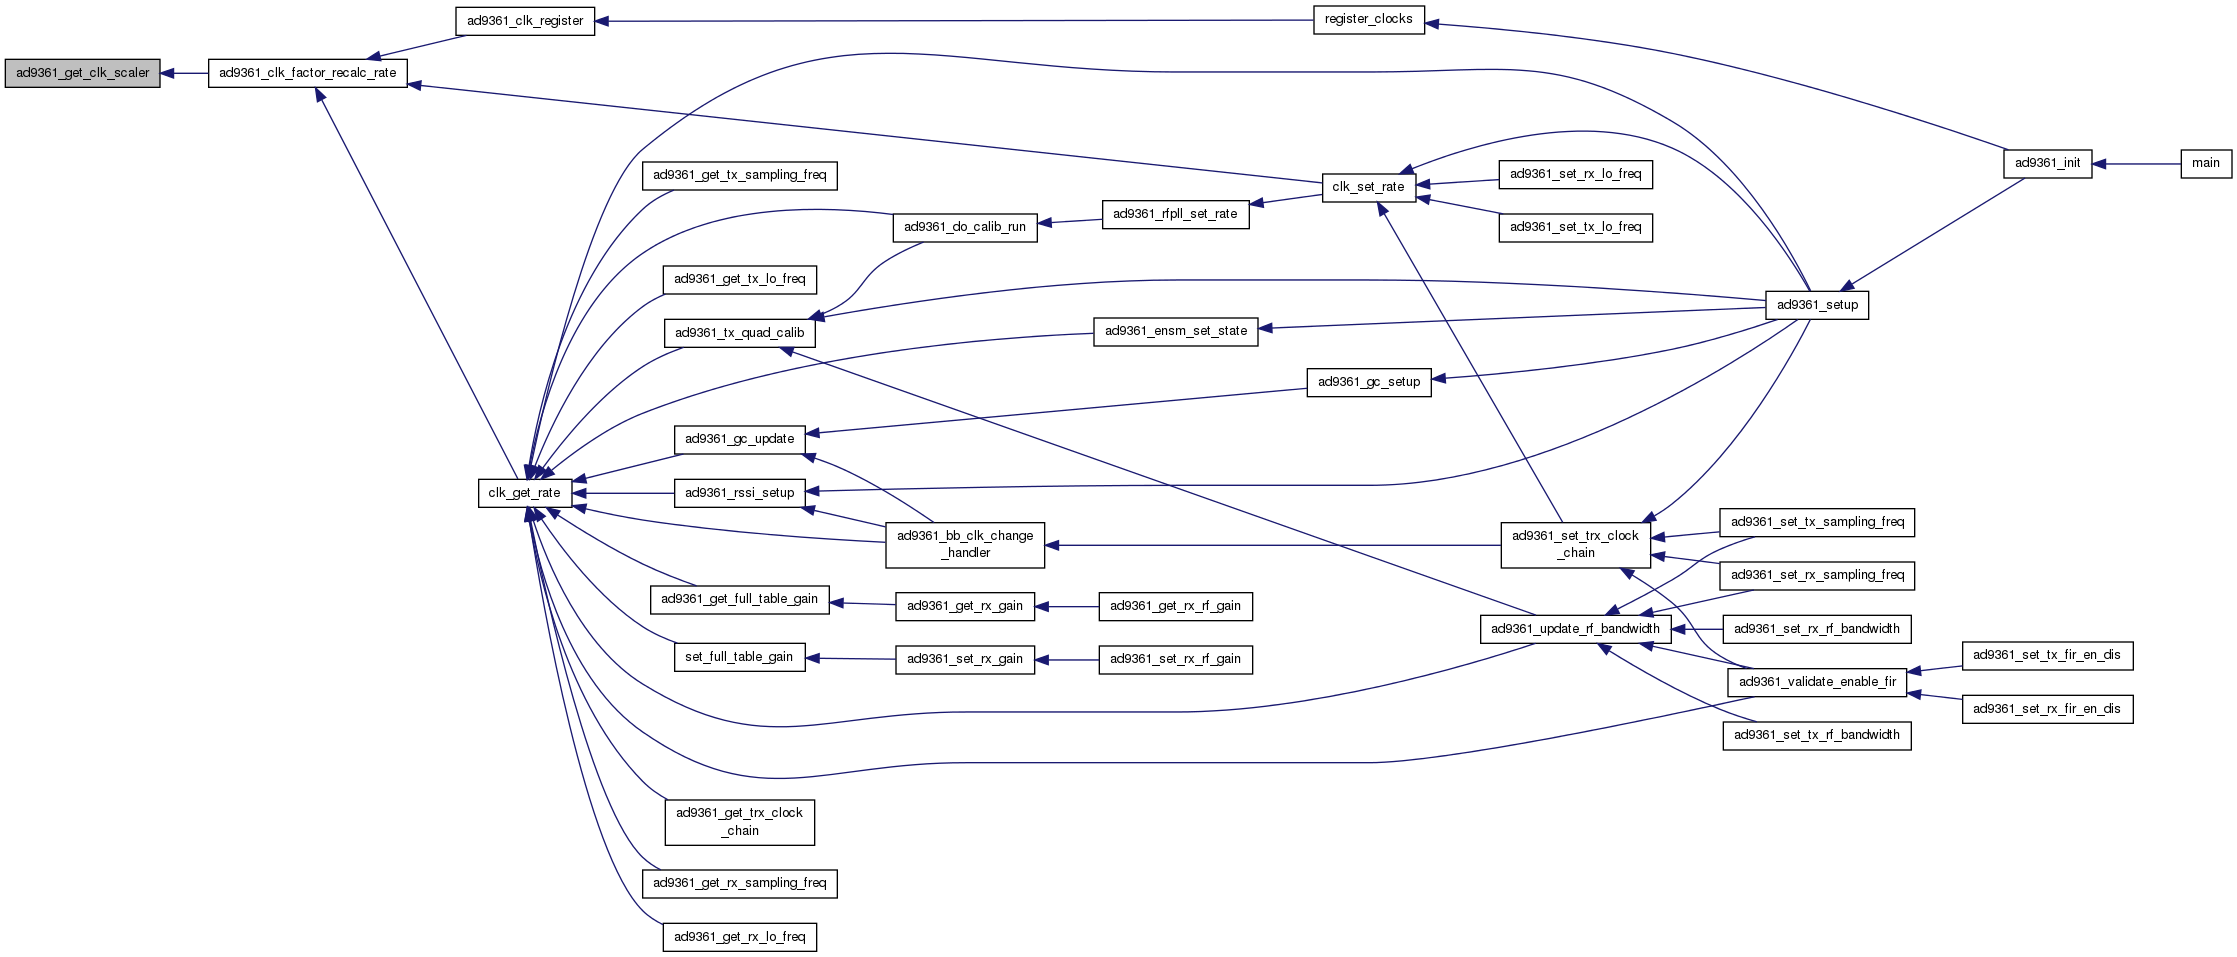 ad9361_clk_register
register_clocks
ad9361_get_clk_scaler
ad9361_clk_factor_recalc_rate
ad9361_init
main
ad9361_get_tx_sampling_freq
clk_set_rate
ad9361_set_rx_lo_freq
ad9361_do_calib_run
ad9361_rfpll_set_rate
ad9361_set_tx_lo_freq
ad9361_get_tx_lo_freq
ad9361_setup
ad9361_tx_quad_calib
ad9361_ensm_set_state
ad9361_gc_setup
ad9361_gc_update
clk_get_rate
ad9361_rssi_setup
ad9361_bb_clk_change
_handler
ad9361_set_trx_clock
_chain
ad9361_set_tx_sampling_freq
ad9361_set_rx_sampling_freq
ad9361_get_full_table_gain
ad9361_get_rx_gain
ad9361_get_rx_rf_gain
ad9361_update_rf_bandwidth
ad9361_set_rx_rf_bandwidth
set_full_table_gain
ad9361_set_rx_gain
ad9361_set_rx_rf_gain
ad9361_set_tx_fir_en_dis
ad9361_validate_enable_fir
ad9361_set_rx_fir_en_dis
ad9361_set_tx_rf_bandwidth
ad9361_get_trx_clock
_chain
ad9361_get_rx_sampling_freq
ad9361_get_rx_lo_freq